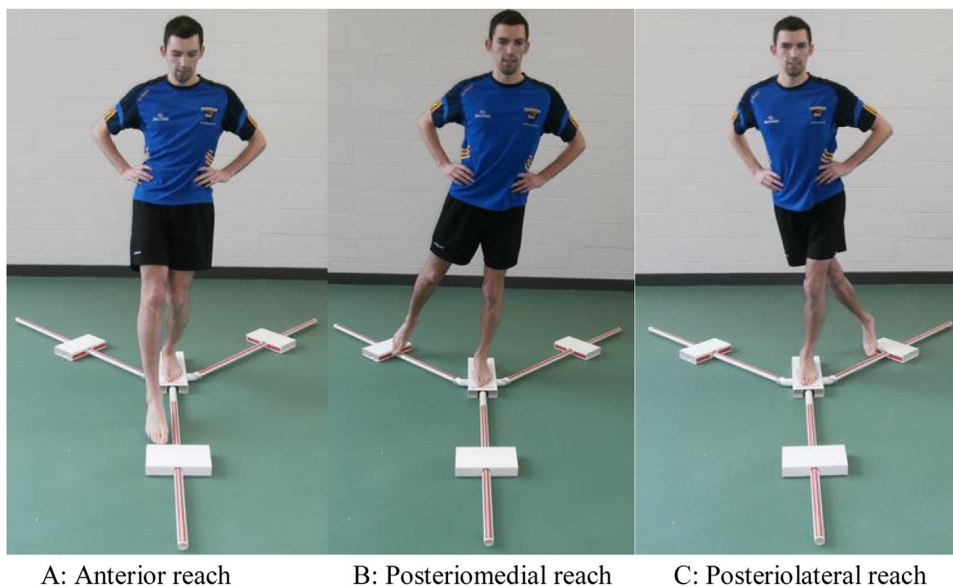 A: Anterior reach
B: Posteriomedial reach
C: Posteriolateral reach